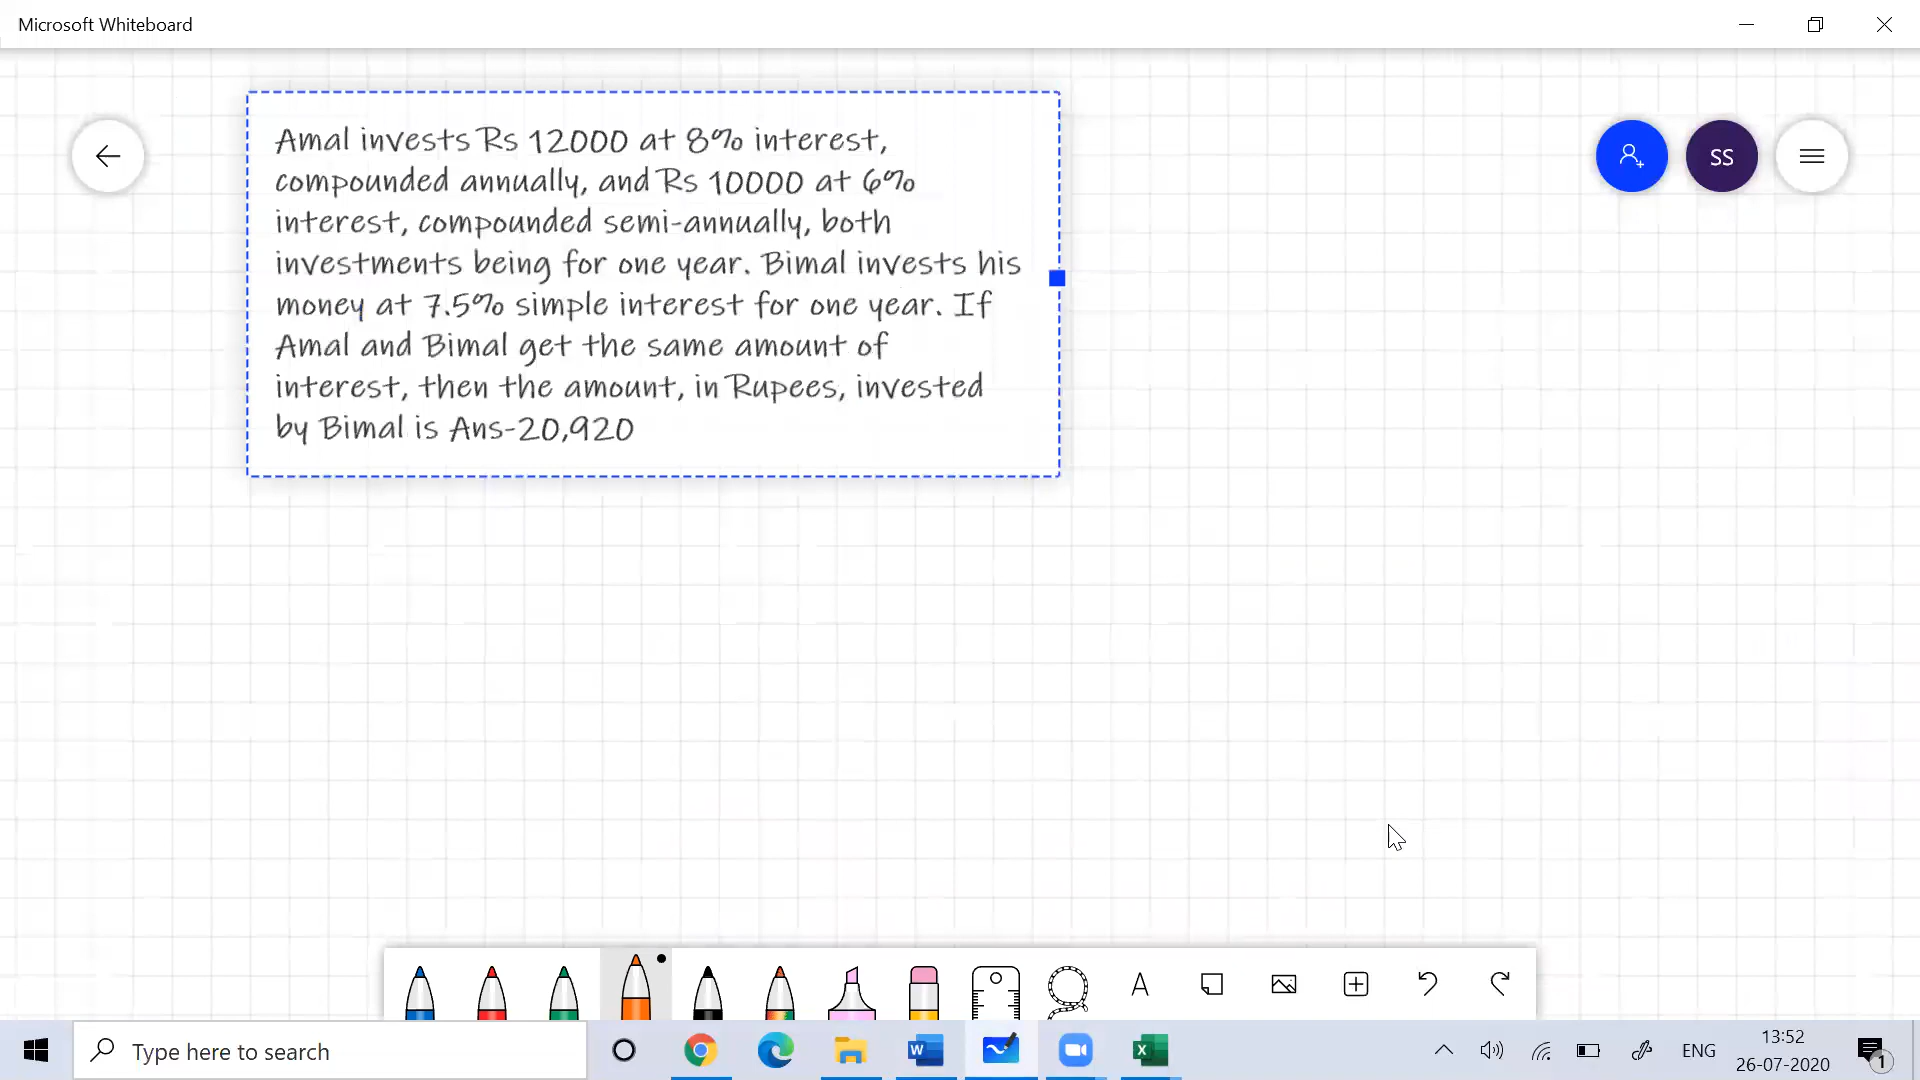 Microsoft Whiteboard
Amal invests Rs 12000 at 8% interest,
compounded annually, and Rs 10000 at 6%
interest, compounded semi-annually, both
investments being for one year. Bimal invests his
money at 7.5% simple interest for one year. If
Amal and Bimal get the same amount of
interest, then the amount, in Rupees, invested
by Bimal is Ans-20,920
SS
A
Type here to search
W
X
ENG
13:52
26-07-2020
1